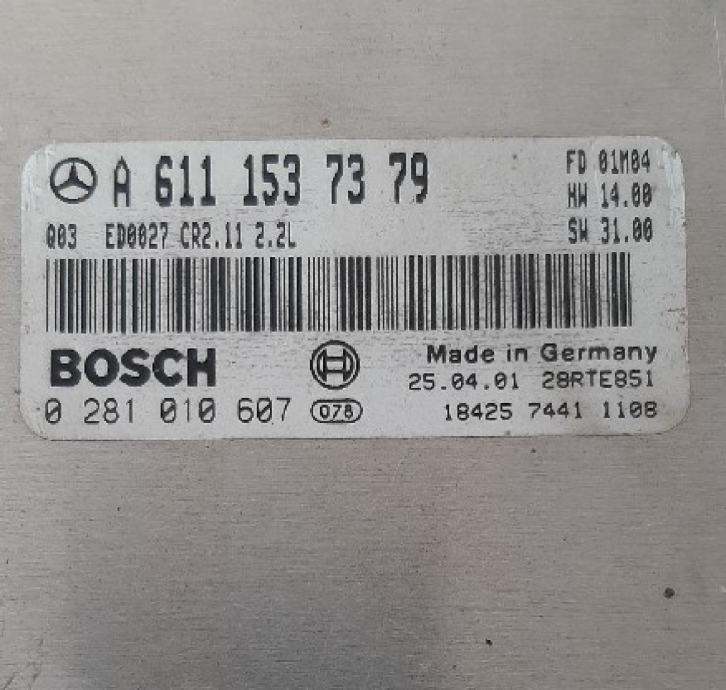 A 611 153 73 79
FD 01M04
HW 14.00
SW 31.00
Q03 ED0027 CR2.11 2.2L
BOSCH
Made in Germany
25.04.01 28RTE851
0 281 010 607 078
18425 7441 1108